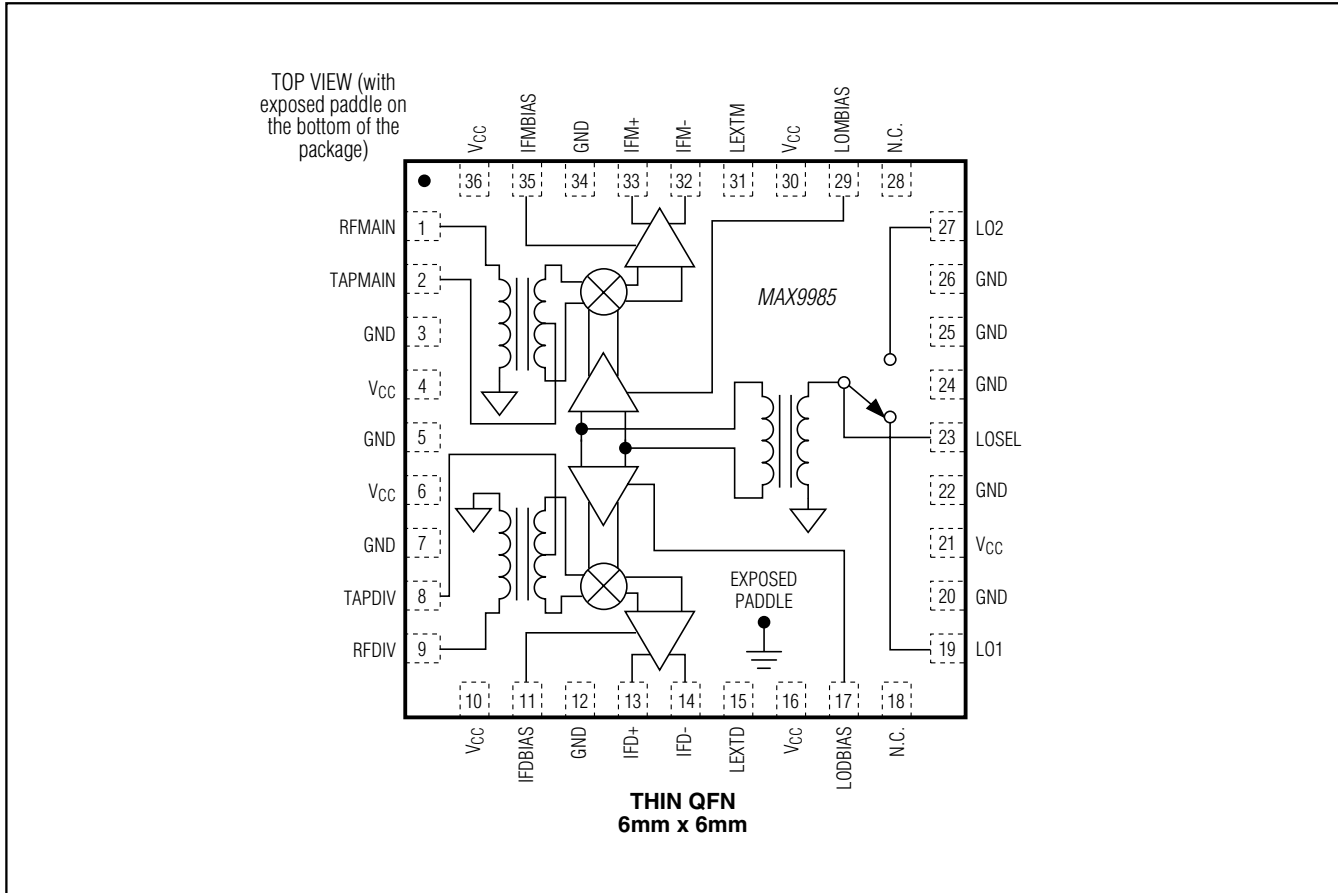 TOP VIEW (with
exposed paddle on
the bottom of the
package)
VCC
IFMBIAS
GND
IFM+
IFM-
LEXTM
VCC
LOMBIAS
N.C.
36
35
34
33
32
31
30
29
28
RFMAIN 1
TAPMAIN 2
GND 3
VCC 4
GND 5
VCC 6
GND 7
TAPDIV 8
RFDIV 9
MAX9985
EXPOSED
PADDLE
27 LO2
26 GND
25 GND
24 GND
23 LOSEL
22 GND
21 VCC
20 GND
19 LO1
10
11
12
13
14
15
16
17
18
VCC
IFDBIAS
GND
IFD+
IFD-
LEXTD
VCC
LODBIAS
N.C.
THIN QFN
6mm x 6mm